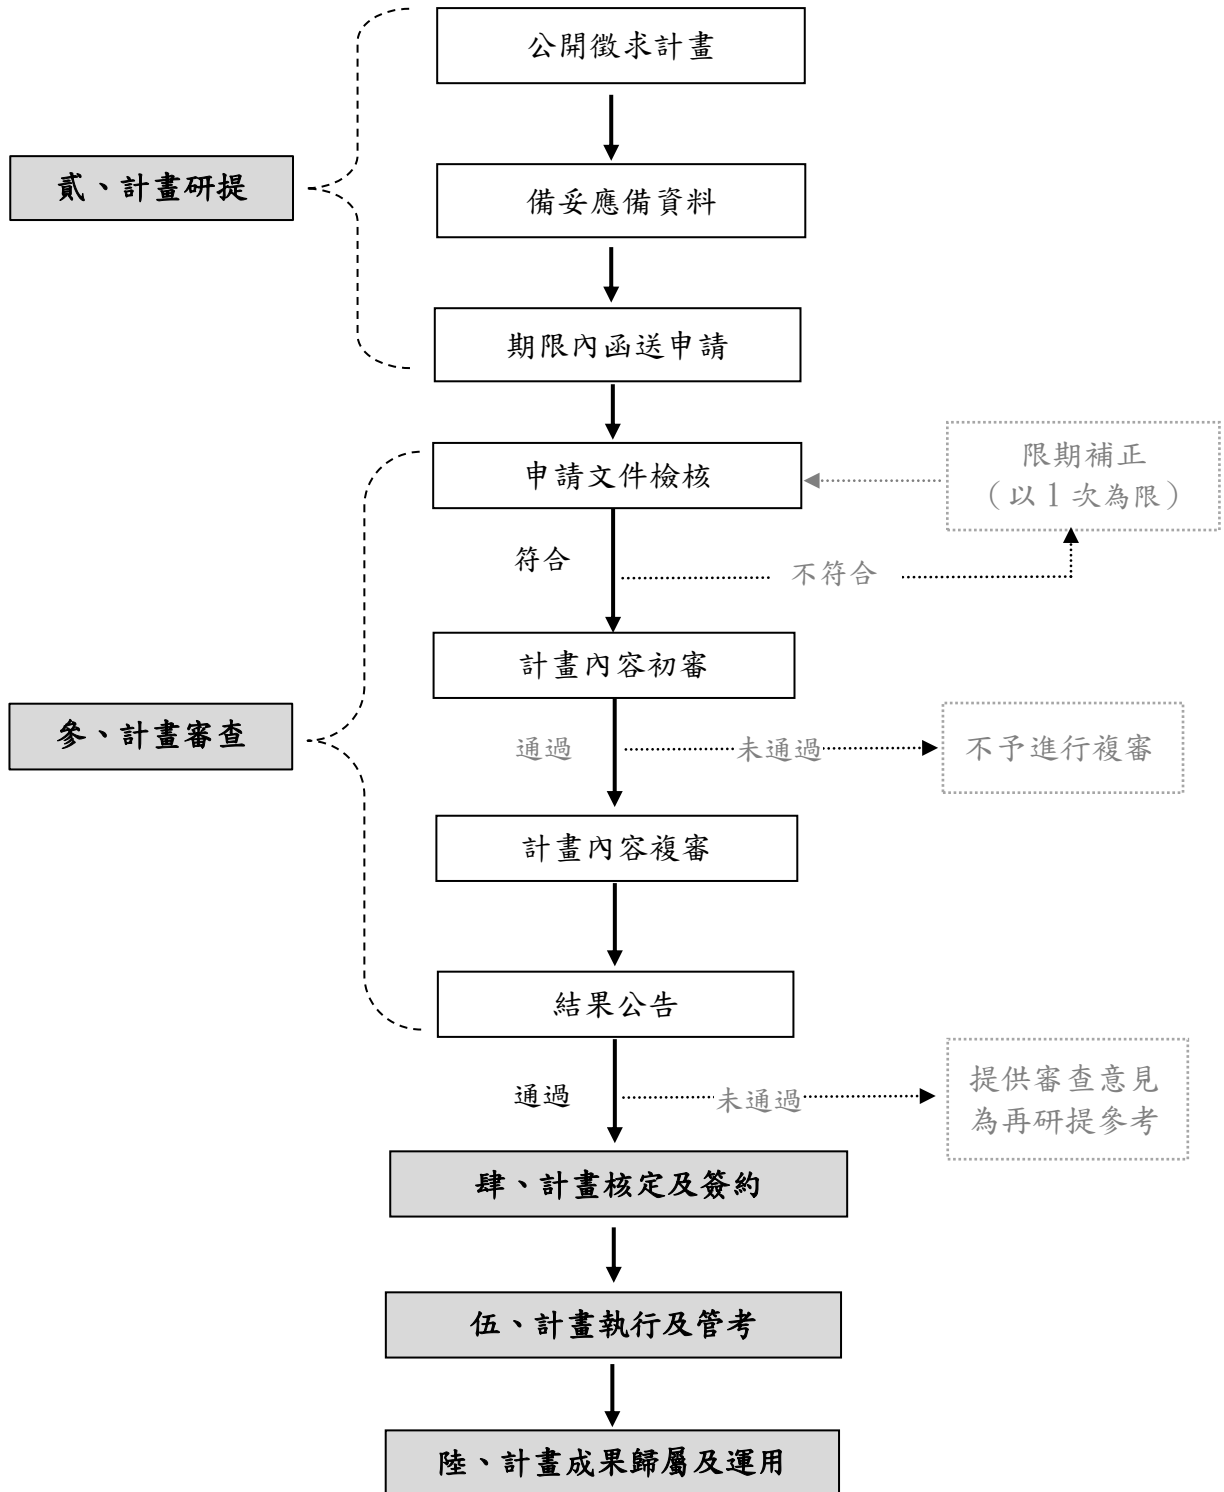 公開徵求計畫
貳、計畫研提
備妥應備資料
期限內函送申請
申請文件檢核
限期補正
（以1次為限）
符合
不符合
計畫內容初審
參、計畫審查
通過
未通過
不予進行複審
計畫內容複審
結果公告
通過
未通過
提供審查意見
為再研提參考
肆、計畫核定及簽約
伍、計畫執行及管考
陸、計畫成果歸屬及運用